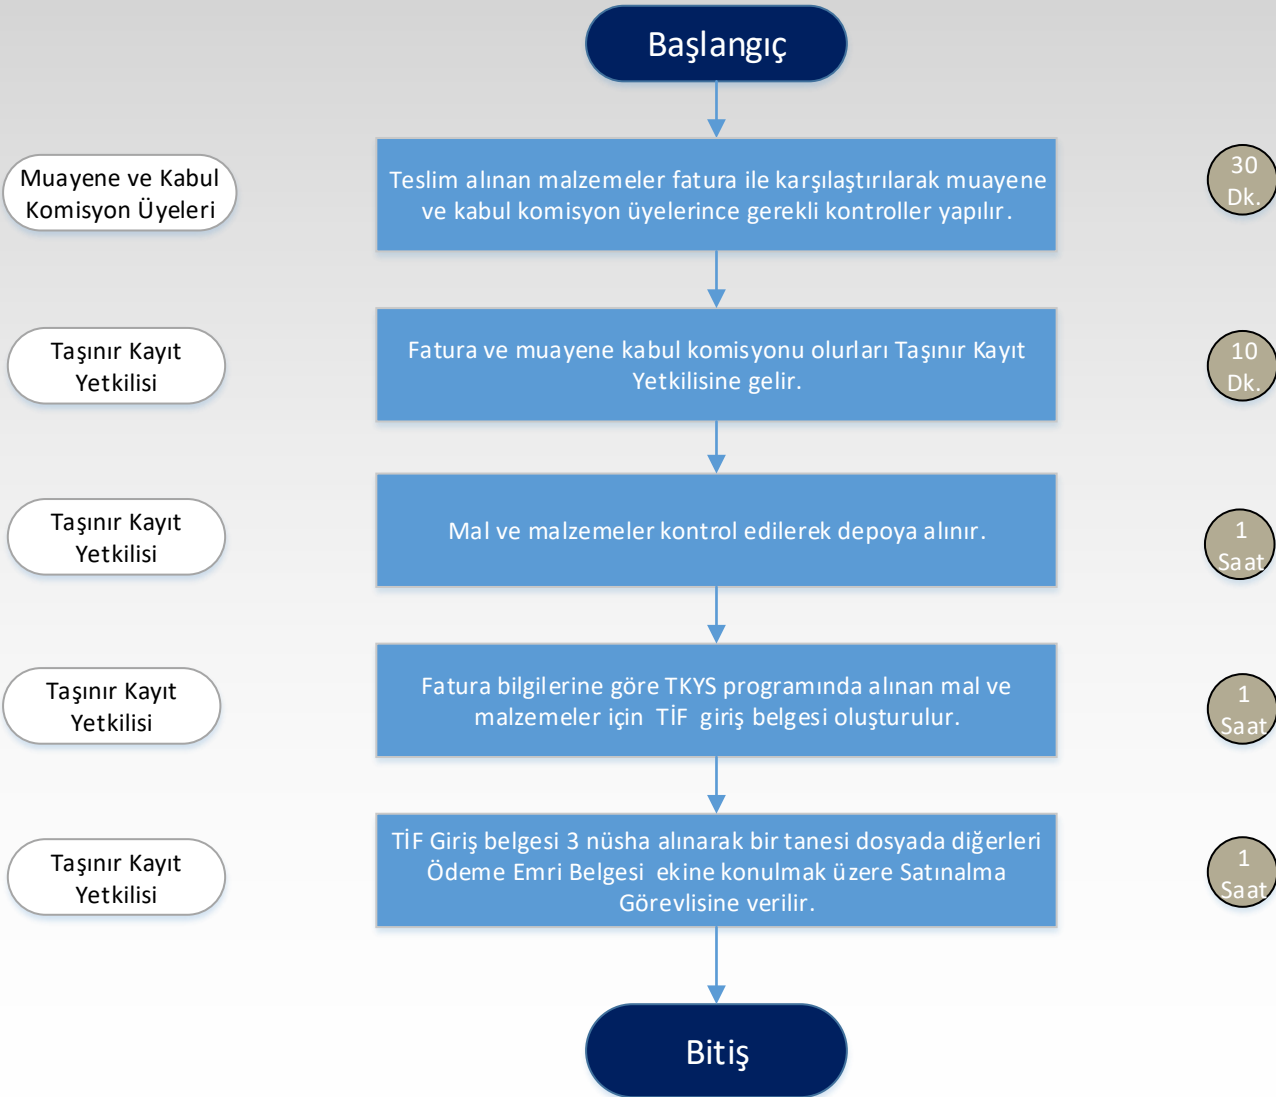 Başlangıç
Muayene ve Kabul
Komisyon Üyeleri
Teslim alınan malzemeler fatura ile karşılaştırılarak muayene
ve kabul komisyon üyelerince gerekli kontroller yapılır.
30
Dk.
Taşınır Kayıt
Yetkilisi
Fatura ve muayene kabul komisyonu olurları Taşınır Kayıt
Yetkilisine gelir.
10
Dk.
Taşınır Kayıt
Yetkilisi
Mal ve malzemeler kontrol edilerek depoya alınır.
1
Saat
Taşınır Kayıt
Yetkilisi
Fatura bilgilerine göre TKYS programında alınan mal ve
malzemeler için TİF giriş belgesi oluşturulur.
1
Saat
Taşınır Kayıt
Yetkilisi
TİF Giriş belgesi 3 nüsha alınarak bir tanesi dosyada diğerleri
Ödeme Emri Belgesi ekine konulmak üzere Satınalma
Görevlisine verilir.
1
Saat
Bitiş